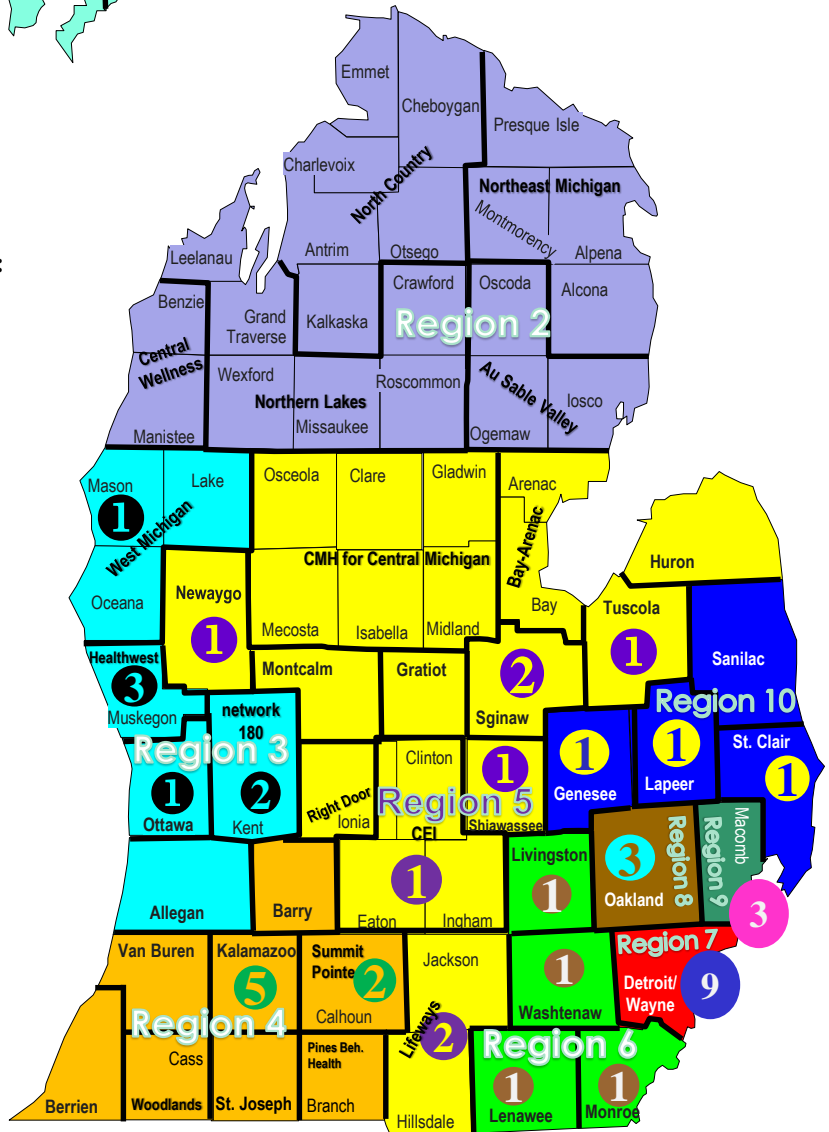 :
Emmet
Cheboygan
Presque Isle
Charlevoix
North Country
Northeast Michigan
Montmorency
Antrim
Otsego
Alpena
Leelanau
Benzie
Grand
Traverse
Kalkaska
Crawford
Oscoda
Alcona
Region 2
Central
Wellness
Wexford
Roscommon
Au Sable Valley
Iosco
Northern Lakes
Missaukee
Manistee
Ogemaw
Mason
Lake
Osceola
Clare
Gladwin
Arenac
1
West Michigan
CMH for Central Michigan
Bay-Arenac
Huron
Oceana
Newaygo
1
Mecosta
Isabella
Midland
Bay
Tuscola
1
Sanilac
Healthwest
3
Muskegon
Montcalm
Gratiot
2
Sginaw
Region 10
network
180
Region 3
1
Ottawa
2
Kent
Right Door
Ionia
Clinton
Region 5
CEI
1
Shiawassee
1
Genesee
1
Lapeer
St. Clair
1
Livingston
1
3
Oakland
Region 8
Region 9
Macomb
3
Allegan
Barry
1
Eaton
Ingham
Van Buren
Kalamazoo
5
Summit
Pointe
2
Calhoun
Jackson
Lifeways
2
1
Washtenaw
Region 7
Detroit/
Wayne
9
Region 4
Region 6
Cass
Pines Beh.
Health
Berrien
Woodlands
St. Joseph
Branch
Hillsdale
1
Lenawee
1
Monroe